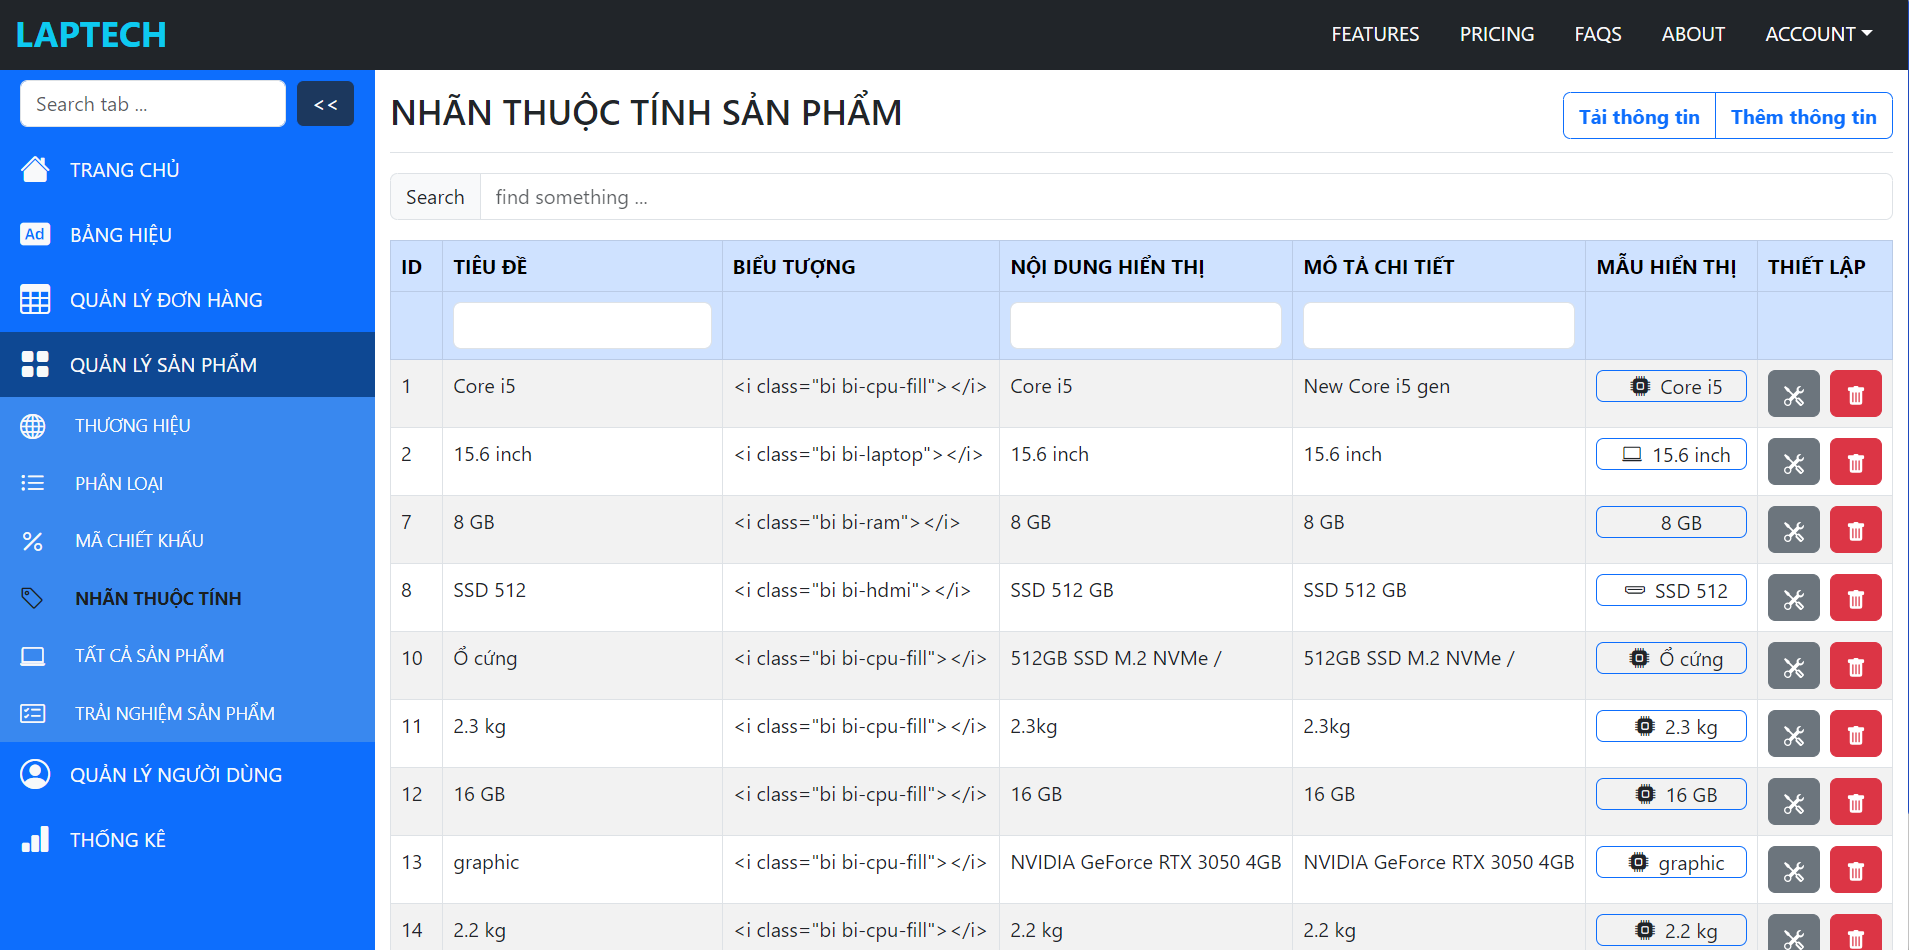 LAPTECH
FEATURES PRICING FAQS ABOUT ACCOUNT
Search tab ... <<
TRANG CHỦ
Ad BẢNG HIỆU
QUẢN LÝ ĐƠN HÀNG
QUẢN LÝ SẢN PHẨM
THƯƠNG HIỆU
PHÂN LOẠI
MÃ CHIẾT KHẤU
NHÃN THUỘC TÍNH
TẤT CẢ SẢN PHẨM
TRẢI NGHIỆM SẢN PHẨM
QUẢN LÝ NGƯỜI DÙNG
THỐNG KÊ
NHÃN THUỘC TÍNH SẢN PHẨM
Tải thông tin Thêm thông tin
Search find something ...
ID TIÊU ĐỀ BIỂU TƯỢNG NỘI DUNG HIỂN THỊ MÔ TẢ CHI TIẾT MẪU HIỂN THỊ THIẾT LẬP
1 Core i5 <i class="bi bi-cpu-fill"></i> Core i5 New Core i5 gen Core i5
2 15.6 inch <i class="bi bi-laptop"></i> 15.6 inch 15.6 inch 15.6 inch
7 8 GB <i class="bi bi-ram"></i> 8 GB 8 GB 8 GB
8 SSD 512 <i class="bi bi-hdmi"></i> SSD 512 GB SSD 512 GB SSD 512
10 Ổ cứng <i class="bi bi-cpu-fill"></i> 512GB SSD M.2 NVMe / 512GB SSD M.2 NVMe / Ổ cứng
11 2.3 kg <i class="bi bi-cpu-fill"></i> 2.3kg 2.3kg 2.3 kg
12 16 GB <i class="bi bi-cpu-fill"></i> 16 GB 16 GB 16 GB
13 graphic <i class="bi bi-cpu-fill"></i> NVIDIA GeForce RTX 3050 4GB NVIDIA GeForce RTX 3050 4GB graphic
14 2.2 kg <i class="bi bi-cpu-fill"></i> 2.2 kg 2.2 kg 2.2 kg